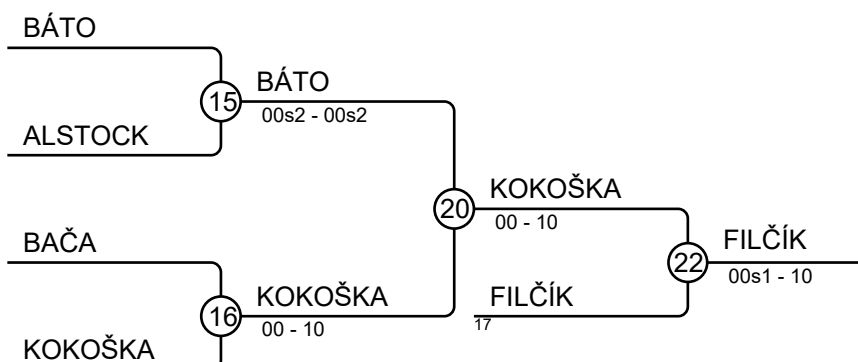 BÁTO
15
BÁTO
00s2 - 00s2
ALSTOCK
20
KOKOŠKA
00 - 10
BAČA
22
FILČÍK
00s1 - 10
16
KOKOŠKA
00 - 10
FILČÍK
17
KOKOŠKA